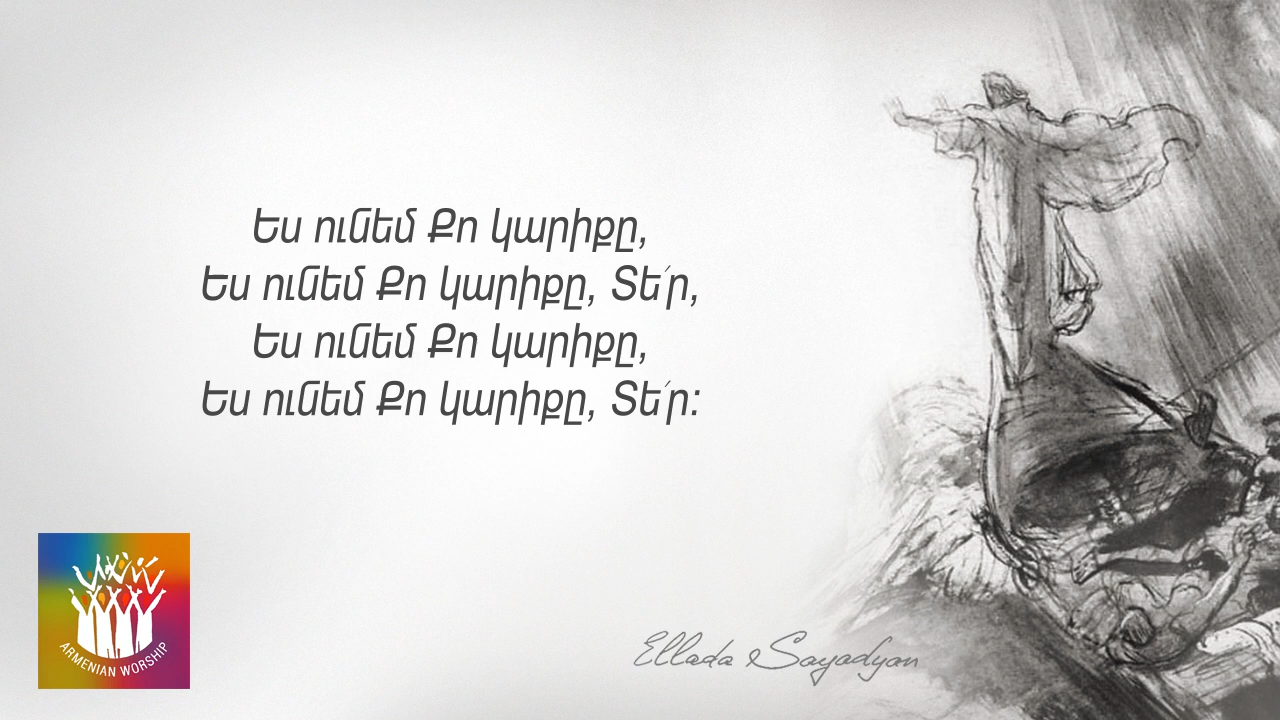 Ես ունեմ Քո կարիքը,
Ես ունեմ Քո կարիքը, Տե՛ր,
Ես ունեմ Քո կարիքը,
Ես ունեմ Քո կարիքը, Տե՛ր:
ARMENIAN WORSHIP
Ellada Sayadyan